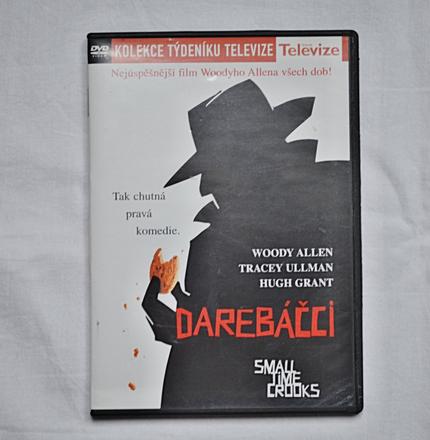 DVD
VIDEO
KOLEKCE TÝDENÍKU TELEVIZE
Televize
Nejúspěšnější film Woodyho Allena všech dob!
Tak chutná
pravá
komedie.
WOODY ALLEN
TRACEY ULLMAN
HUGH GRANT
DAREBÁČCI
SMALL
TIME
CROOKS